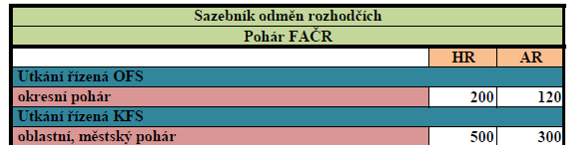 Sazebník odměn rozhodčích
Pohár FAČR
HR AR
Utkání řízená OFS
okresní pohár 200 120
Utkání řízená KFS
oblastní, městský pohár 500 300